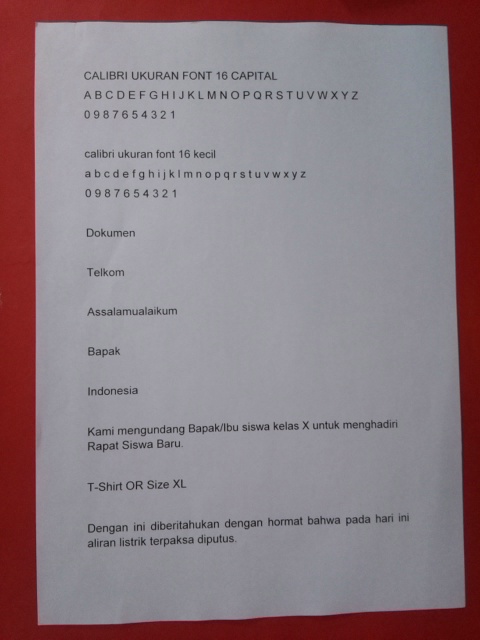 CALIBRI UKURAN FONT 16 CAPITAL
A B C D E F G H I J K L M N O P Q R S T U V W X Y Z
0 9 8 7 6 5 4 3 2 1
calibri ukuran font 16 kecil
a b c d e f g h i j k l m n o p q r s t u v w x y z
0 9 8 7 6 5 4 3 2 1
Dokumen
Telkom
Assalamualaikum
Bapak
Indonesia
Kami mengundang Bapak/Ibu siswa kelas X untuk menghadiri
Rapat Siswa Baru.
T-Shirt OR Size XL
Dengan ini diberitahukan dengan hormat bahwa pada hari ini
aliran listrik terpaksa diputus.